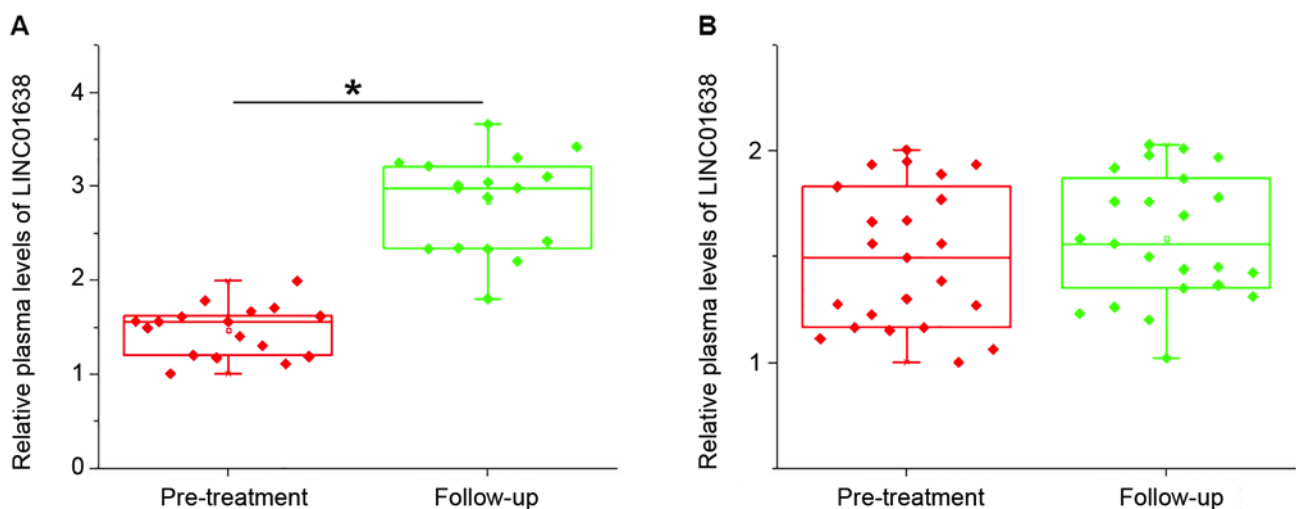 A
Relative plasma levels of LINC01638
4
3
2
1
0
*
Pre-treatment
Follow-up
B
Relative plasma levels of LINC01638
2
1
Pre-treatment
Follow-up